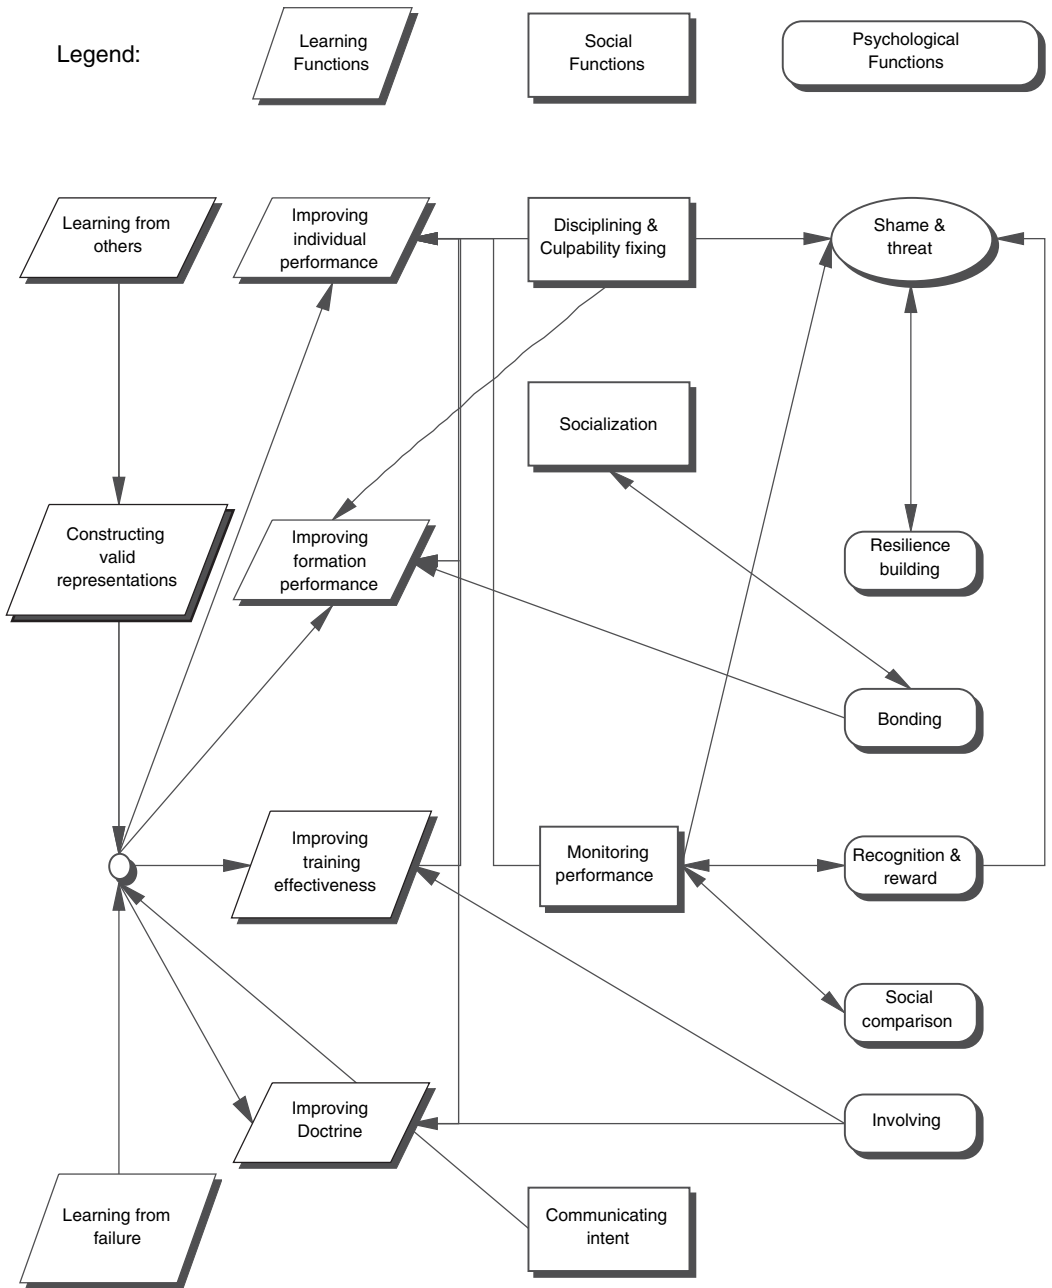 Legend:
Learning
Functions
Social
Functions
Psychological
Functions
Learning from
others
Improving
individual
performance
Disciplining &
Culpability fixing
Shame &
threat
Socialization
Constructing
valid
representations
Improving
formation
performance
Resilience
building
Bonding
Improving
training
effectiveness
Monitoring
performance
Recognition &
reward
Social
comparison
Improving
Doctrine
Involving
Learning from
failure
Communicating
intent